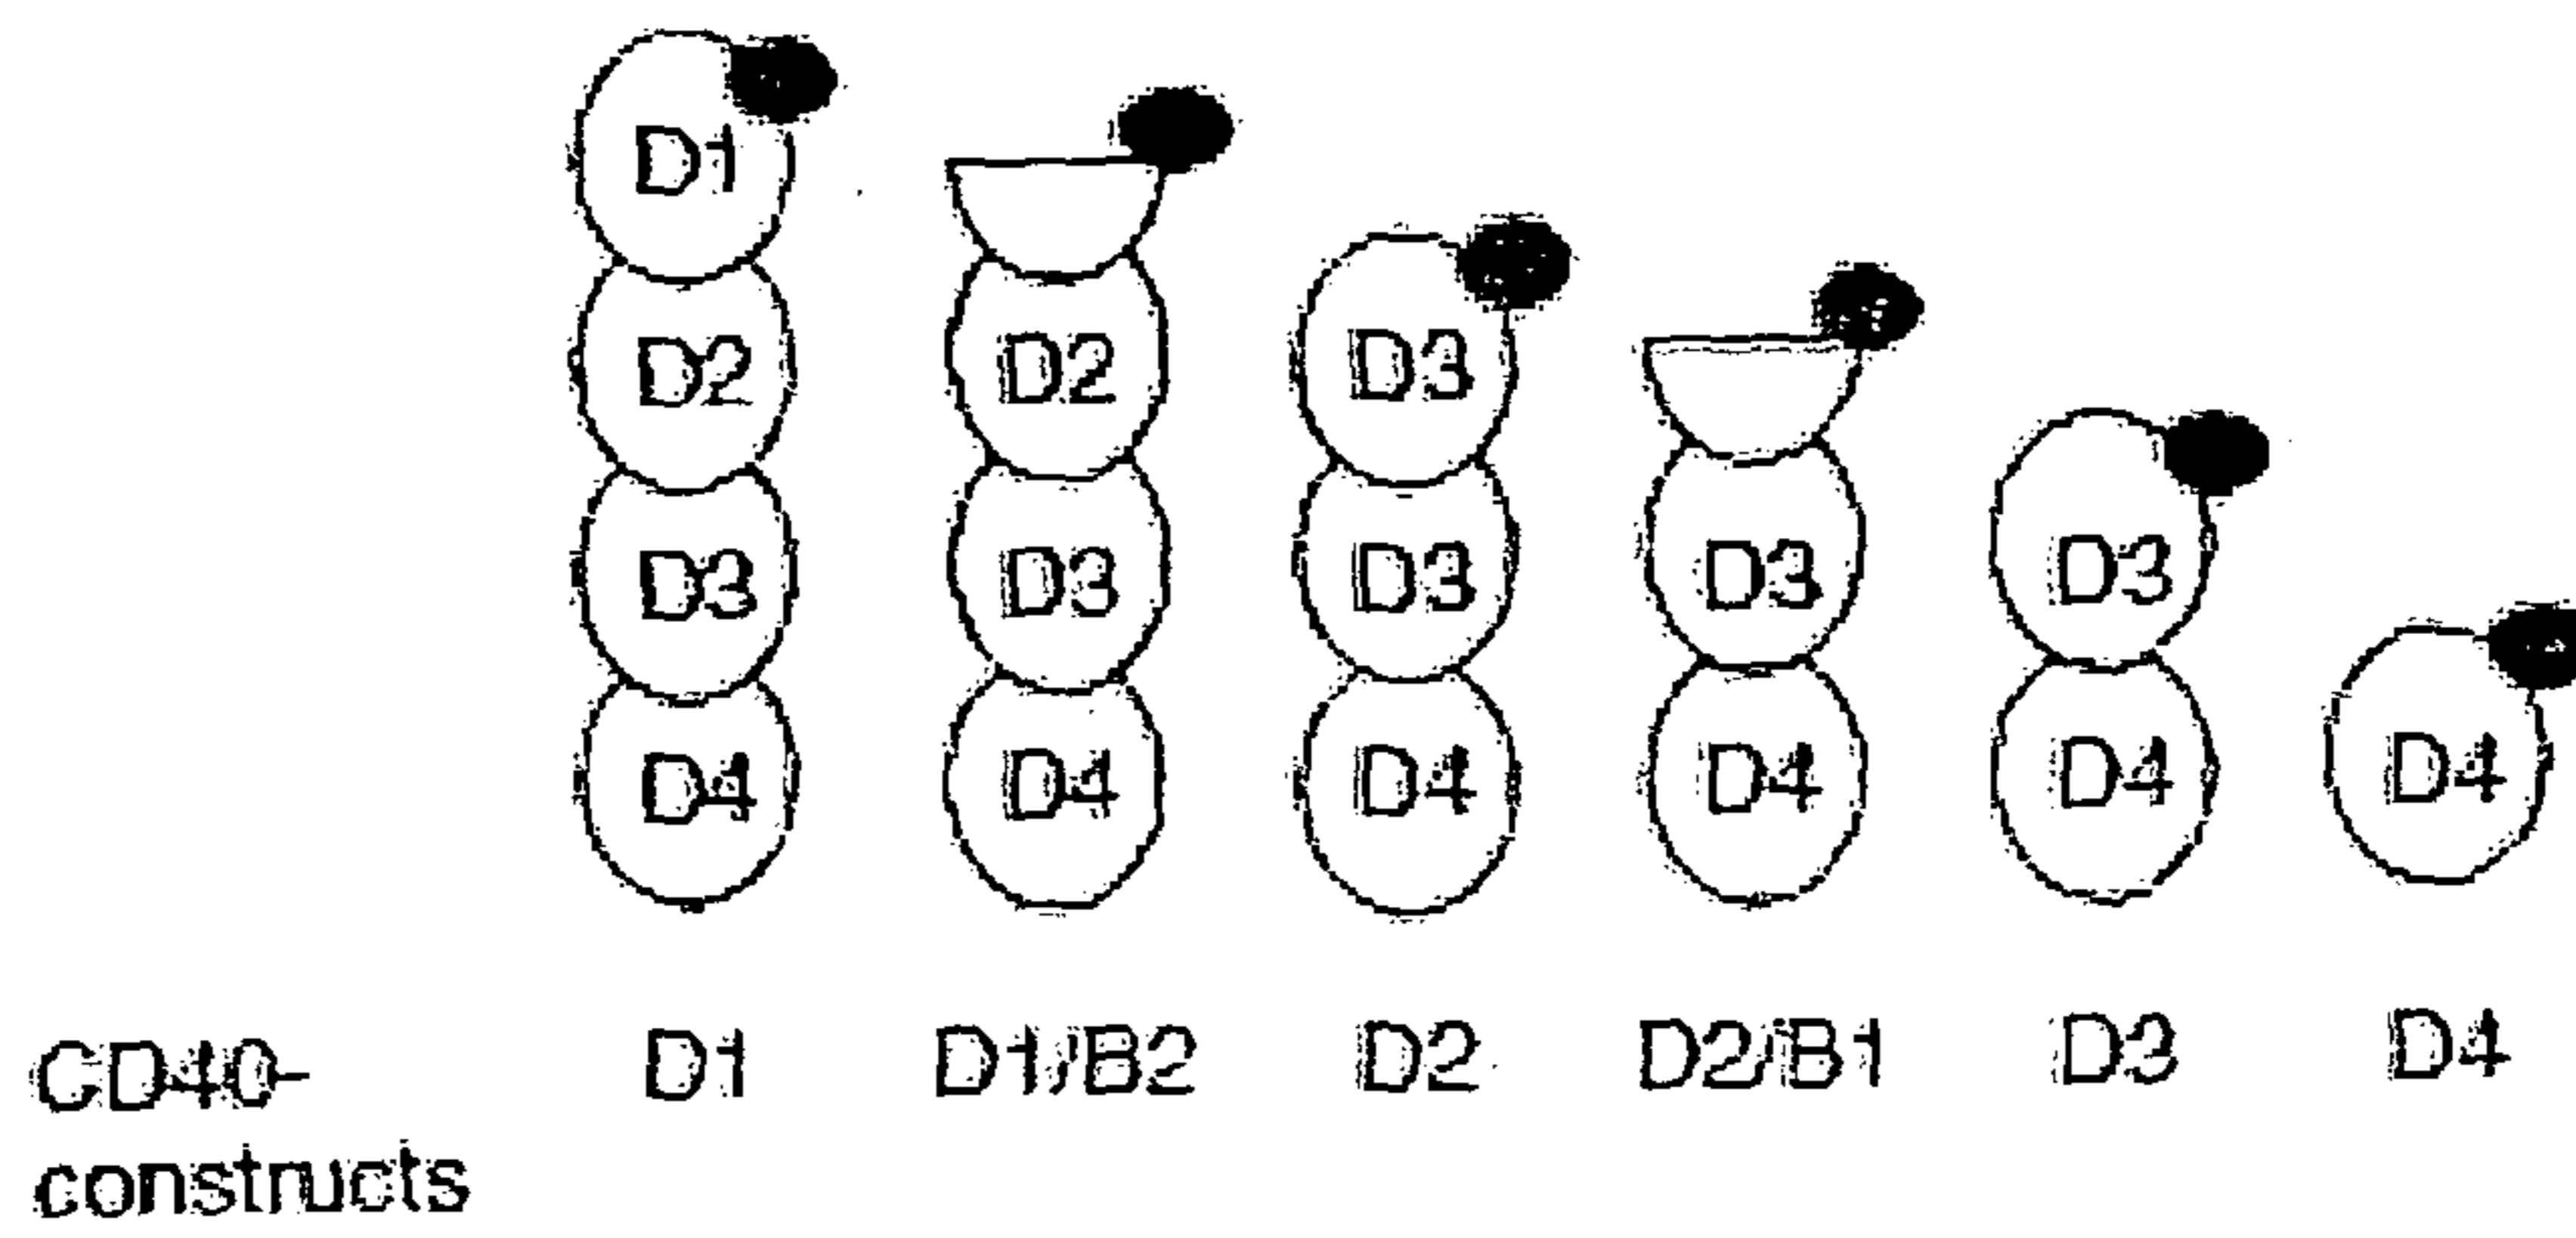 D1
D2 D2 D3
D3 D3 D3 D3 D3
D4 D4 D4 D4 D4 D4
CD40- D1 D1/B2 D2 D2/B1 D3 D4
constructs